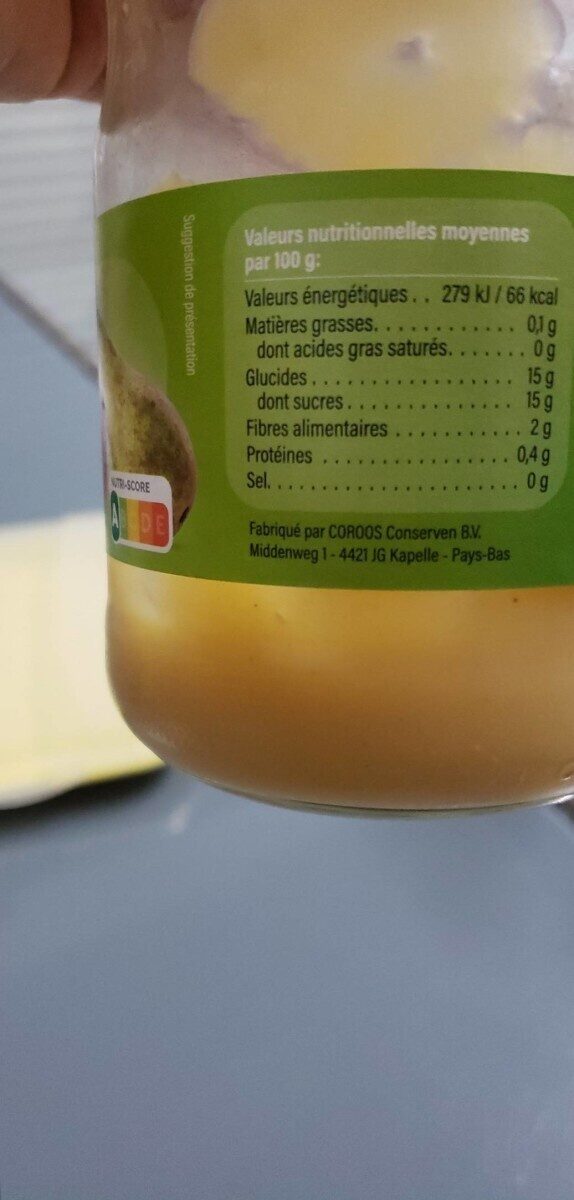 Suggestion de présentation
Valeurs nutritionnelles moyennes
par 100 g:
Valeurs énergétiques . . 279 kJ / 66 kcal
Matières grasses. . . . . . . . . . . . . 0,1 g
dont acides gras saturés. . . . . . . . 0 g
Glucides . . . . . . . . . . . . . . . . . . 15 g
dont sucres . . . . . . . . . . . . . . . 15 g
Fibres alimentaires . . . . . . . . . . . 2 g
Protéines . . . . . . . . . . . . . . . . . 0,4 g
Sel. . . . . . . . . . . . . . . . . . . . . . . 0 g
NUTRI-SCORE
A D E
Fabriqué par COROOS Conserven B.V.
Middenweg 1 - 4421 JG Kapelle - Pays-Bas